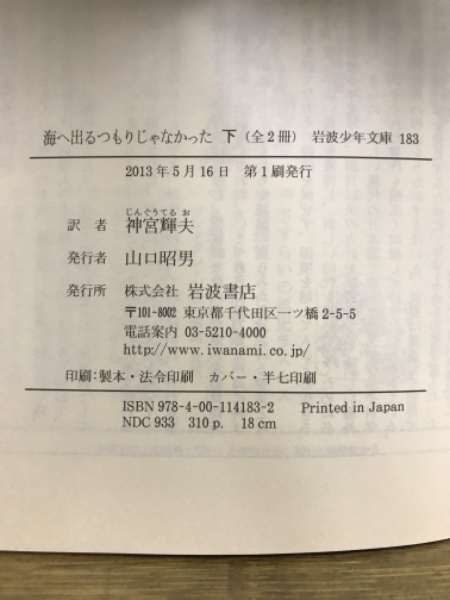 海へ出るつもりじゃなかった 下（全2冊） 岩波少年文庫 183
2013年5月16日 第1刷発行
じんぐうてるお
訳者 神宮輝夫
発行者 山口昭男
発行所 株式会社 岩波書店
〒101-8002 東京都千代田区一ツ橋2-5-5
電話案内 03-5210-4000
http://www.iwanami.co.jp/
印刷：製本・法令印刷 カバー・半七印刷
ISBN 978-4-00-114183-2 Printed in Japan
NDC 933 310 p. 18 cm